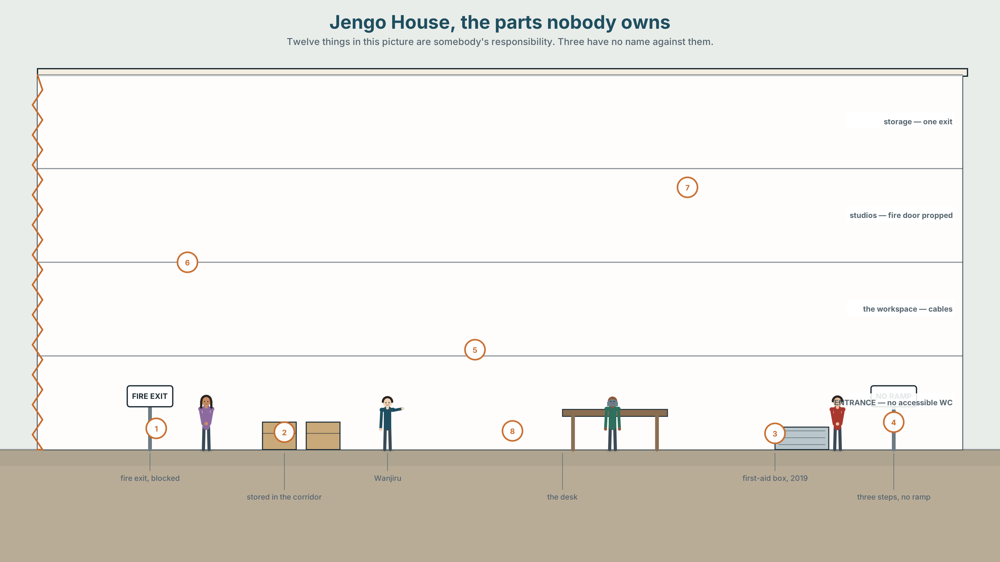 Jengo House, the parts nobody owns
Twelve things in this picture are somebody's responsibility. Three have no name against them.
storage — one exit
7
studios — fire door propped
6
the workspace — cables
5
FIRE EXIT
NO RAMP
ENTRANCE — no accessible WC
1
2
8
3
4
fire exit, blocked
Wanjiru
first-aid box, 2019
stored in the corridor
the desk
three steps, no ramp